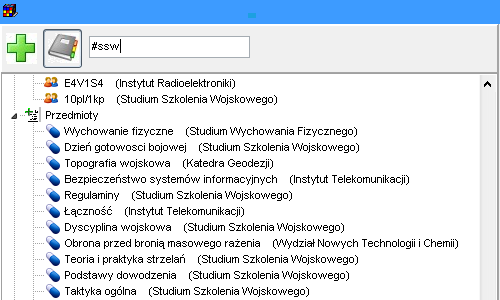 #ssw
E4V1S4 (Instytut Radioelektroniki)
10pl/1kp (Studium Szkolenia Wojskowego)
Przedmioty
Wychowanie fizyczne (Studium Wychowania Fizycznego)
Dzień gotowosci bojowej (Studium Szkolenia Wojskowego)
Topografia wojskowa (Katedra Geodezji)
Bezpieczeństwo systemów informacyjnych (Instytut Telekomunikacji)
Regulaminy (Studium Szkolenia Wojskowego)
Łączność (Instytut Telekomunikacji)
Dyscyplina wojskowa (Studium Szkolenia Wojskowego)
Obrona przed bronią masowego rażenia (Wydział Nowych Technologii i Chemii)
Teoria i praktyka strzelań (Studium Szkolenia Wojskowego)
Podstawy dowodzenia (Studium Szkolenia Wojskowego)
Taktyka ogólna (Studium Szkolenia Wojskowego)